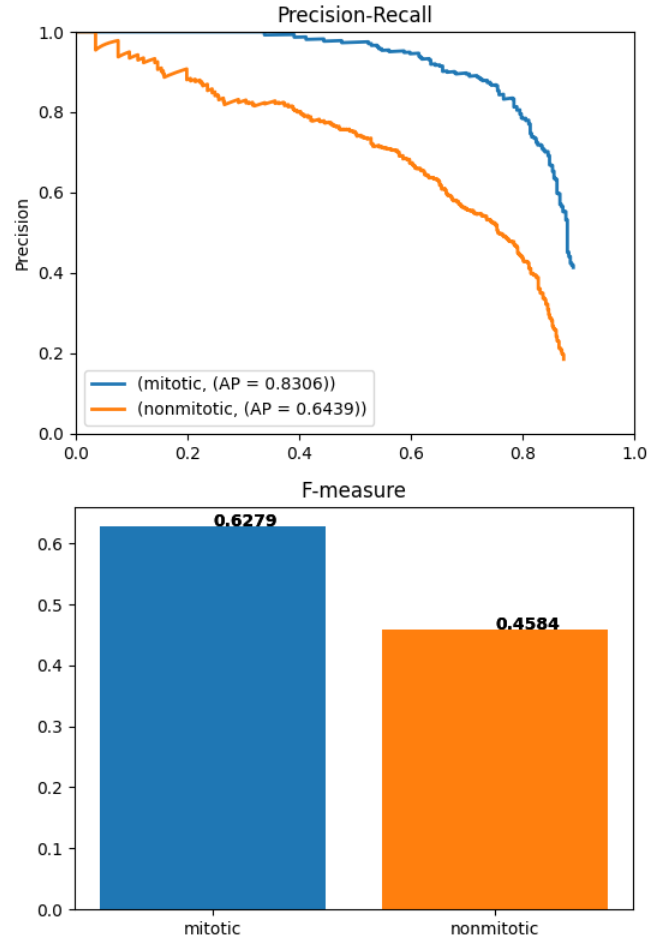 Precision-Recall
1.0
0.8
0.6
0.4
0.2
0.0
Precision
(mitotic, (AP = 0.8306))
(nonmitotic, (AP = 0.6439))
0.0 0.2 0.4 0.6 0.8 1.0
F-measure
0.6
0.5
0.4
0.3
0.2
0.1
0.0
0.6279
0.4584
mitotic nonmitotic